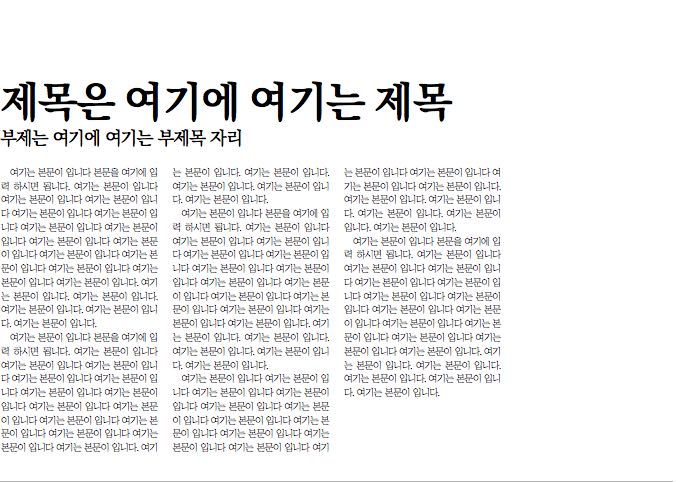 제목은 여기에 여기는 제목
부제는 여기에 여기는 부제목 자리
여기는 본문이 입니다 본문을 여기에 입
력 하시면 됩니다. 여기는 본문이 입니다
여기는 본문이 입니다 여기는 본문이 입니
다 여기는 본문이 입니다 여기는 본문이 입
니다 여기는 본문이 입니다 여기는 본문이
입니다 여기는 본문이 입니다 여기는 본문
이 입니다 여기는 본문이 입니다 여기는 본
문이 입니다 여기는 본문이 입니다 여기는
본문이 입니다 여기는 본문이 입니다. 여기
는 본문이 입니다. 여기는 본문이 입니다.
여기는 본문이 입니다. 여기는 본문이 입니
다. 여기는 본문이 입니다.
여기는 본문이 입니다 본문을 여기에 입
력 하시면 됩니다. 여기는 본문이 입니다
여기는 본문이 입니다 여기는 본문이 입니
다 여기는 본문이 입니다 여기는 본문이 입
니다 여기는 본문이 입니다 여기는 본문이
입니다 여기는 본문이 입니다 여기는 본문
이 입니다 여기는 본문이 입니다 여기는 본
문이 입니다 여기는 본문이 입니다 여기는
본문이 입니다 여기는 본문이 입니다. 여기
는 본문이 입니다. 여기는 본문이 입니다.
여기는 본문이 입니다. 여기는 본문이 입니
다. 여기는 본문이 입니다.
여기는 본문이 입니다 본문을 여기에 입
력 하시면 됩니다. 여기는 본문이 입니다
여기는 본문이 입니다 여기는 본문이 입니
다 여기는 본문이 입니다 여기는 본문이 입
니다 여기는 본문이 입니다 여기는 본문이
입니다 여기는 본문이 입니다 여기는 본문
이 입니다 여기는 본문이 입니다 여기는 본
문이 입니다 여기는 본문이 입니다 여기는
본문이 입니다 여기는 본문이 입니다. 여기
는 본문이 입니다. 여기는 본문이 입니다.
여기는 본문이 입니다. 여기는 본문이 입니
다. 여기는 본문이 입니다.
여기는 본문이 입니다 여기는 본문이 입
니다 여기는 본문이 입니다 여기는 본문이
입니다 여기는 본문이 입니다 여기는 본문
이 입니다 여기는 본문이 입니다 여기는 본
문이 입니다 여기는 본문이 입니다 여기는
본문이 입니다 여기는 본문이 입니다 여기
는 본문이 입니다 여기는 본문이 입니다 여
기는 본문이 입니다 여기는 본문이 입니다.
여기는 본문이 입니다. 여기는 본문이 입니
다. 여기는 본문이 입니다. 여기는 본문이
입니다. 여기는 본문이 입니다.
여기는 본문이 입니다 본문을 여기에 입
력 하시면 됩니다. 여기는 본문이 입니다
여기는 본문이 입니다 여기는 본문이 입니
다 여기는 본문이 입니다 여기는 본문이 입
니다 여기는 본문이 입니다 여기는 본문이
입니다 여기는 본문이 입니다 여기는 본문
이 입니다 여기는 본문이 입니다 여기는 본
문이 입니다 여기는 본문이 입니다 여기는
본문이 입니다 여기는 본문이 입니다. 여기
는 본문이 입니다. 여기는 본문이 입니다.
여기는 본문이 입니다. 여기는 본문이 입니
다. 여기는 본문이 입니다.